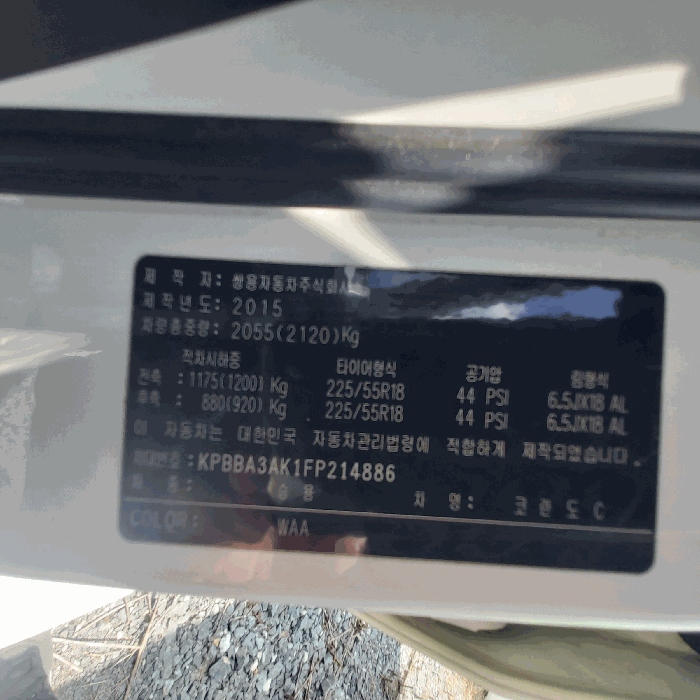 제 작 자: 쌍용자동차주식회사
제작년도: 2015
차량총중량: 2055(2120)Kg
적차시하중 타이어형식 공기압 림형식
전축 :1175(1200) Kg 225/55R18 44 PSI 6.5JX18 AL
후축 : 880(920) Kg 225/55R18 44 PSI 6.5JX18 AL
이 자동차는 대한민국 자동차관리법령에 적합하게 제작되었습니다.
차대번호:KPBBA3AK1FP214886
차 종: 승용 차 명: 코란도 C
COLOR: WAA